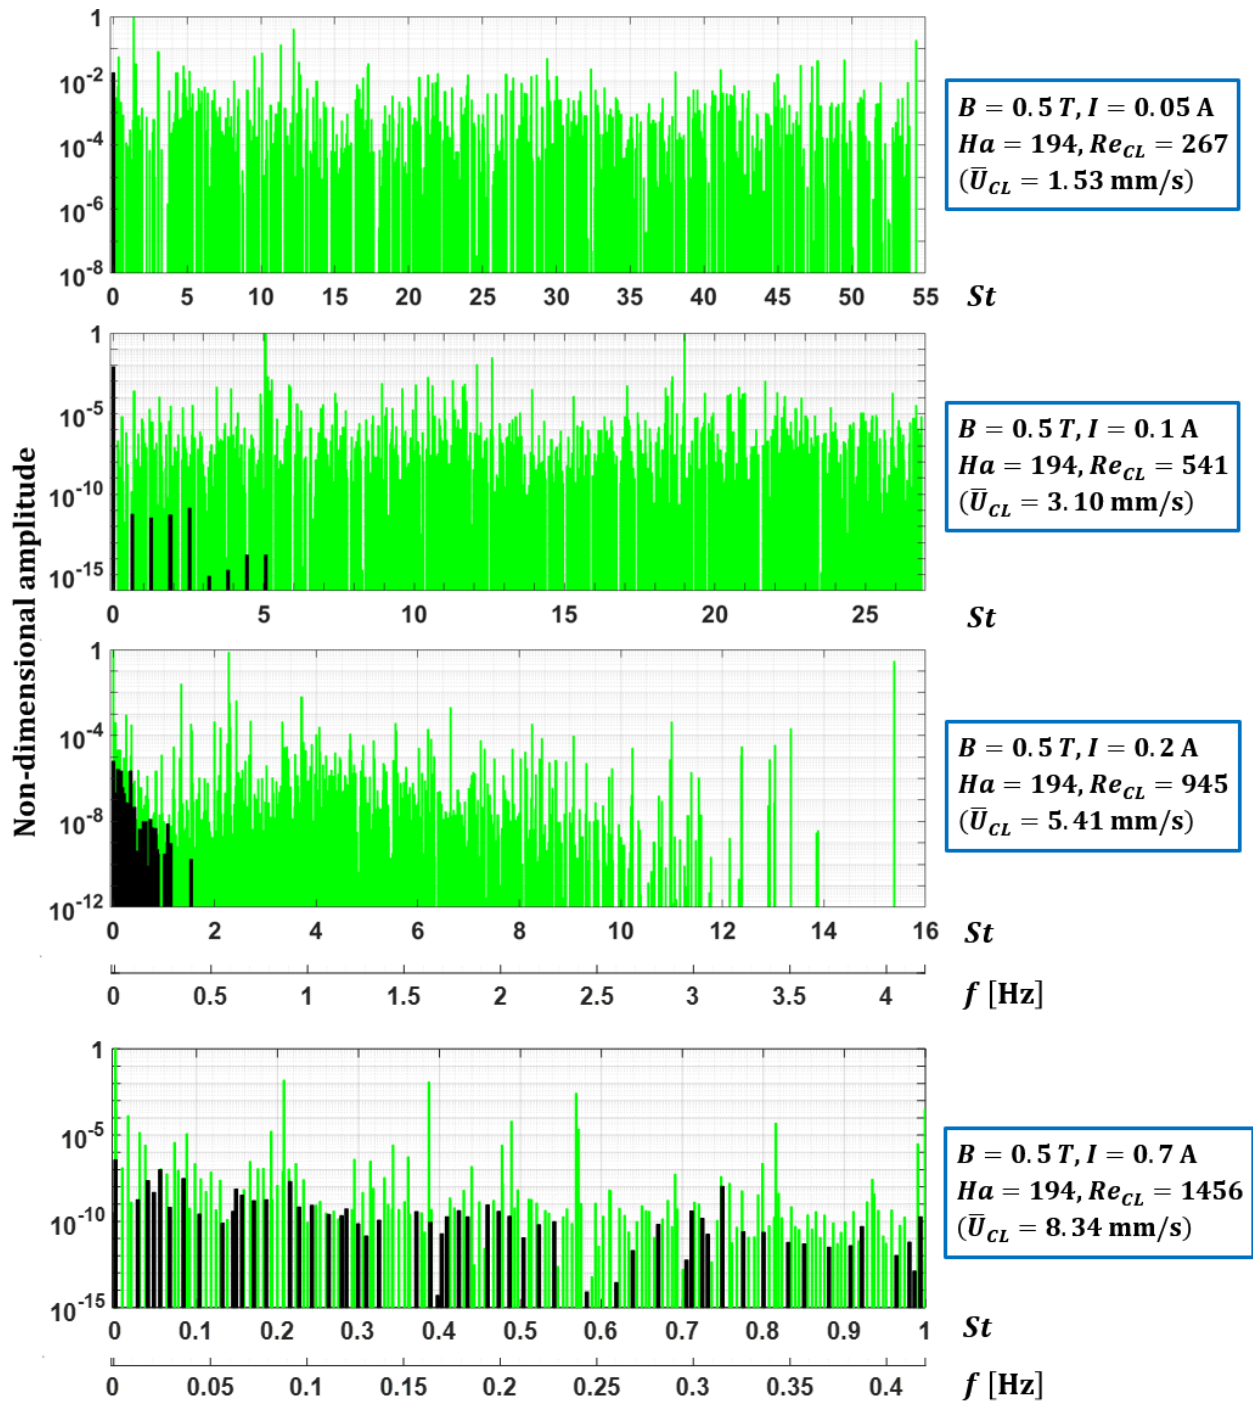 Non-dimensional amplitude
1
10⁻²
10⁻⁴
10⁻⁶
10⁻⁸
0 5 10 15 20 25 30 35 40 45 50 55 St
B = 0.5 T, I = 0.05 A
Ha = 194, Re_CL = 267
(U̅_CL = 1.53 mm/s)
1
10⁻⁵
10⁻¹⁰
10⁻¹⁵
0 5 10 15 20 25 St
B = 0.5 T, I = 0.1 A
Ha = 194, Re_CL = 541
(U̅_CL = 3.10 mm/s)
1
10⁻⁴
10⁻⁸
10⁻¹²
0 2 4 6 8 10 12 14 16 St
0 0.5 1 1.5 2 2.5 3 3.5 4 f [Hz]
B = 0.5 T, I = 0.2 A
Ha = 194, Re_CL = 945
(U̅_CL = 5.41 mm/s)
1
10⁻⁵
10⁻¹⁰
10⁻¹⁵
0 0.1 0.2 0.3 0.4 0.5 0.6 0.7 0.8 0.9 1 St
0 0.05 0.1 0.15 0.2 0.25 0.3 0.35 0.4 f [Hz]
B = 0.5 T, I = 0.7 A
Ha = 194, Re_CL = 1456
(U̅_CL = 8.34 mm/s)